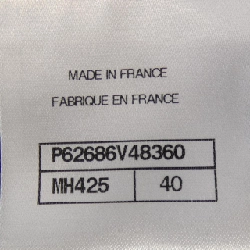 MADE IN FRANCE
FABRIQUE EN FRANCE
P62686V48360
MH425 40